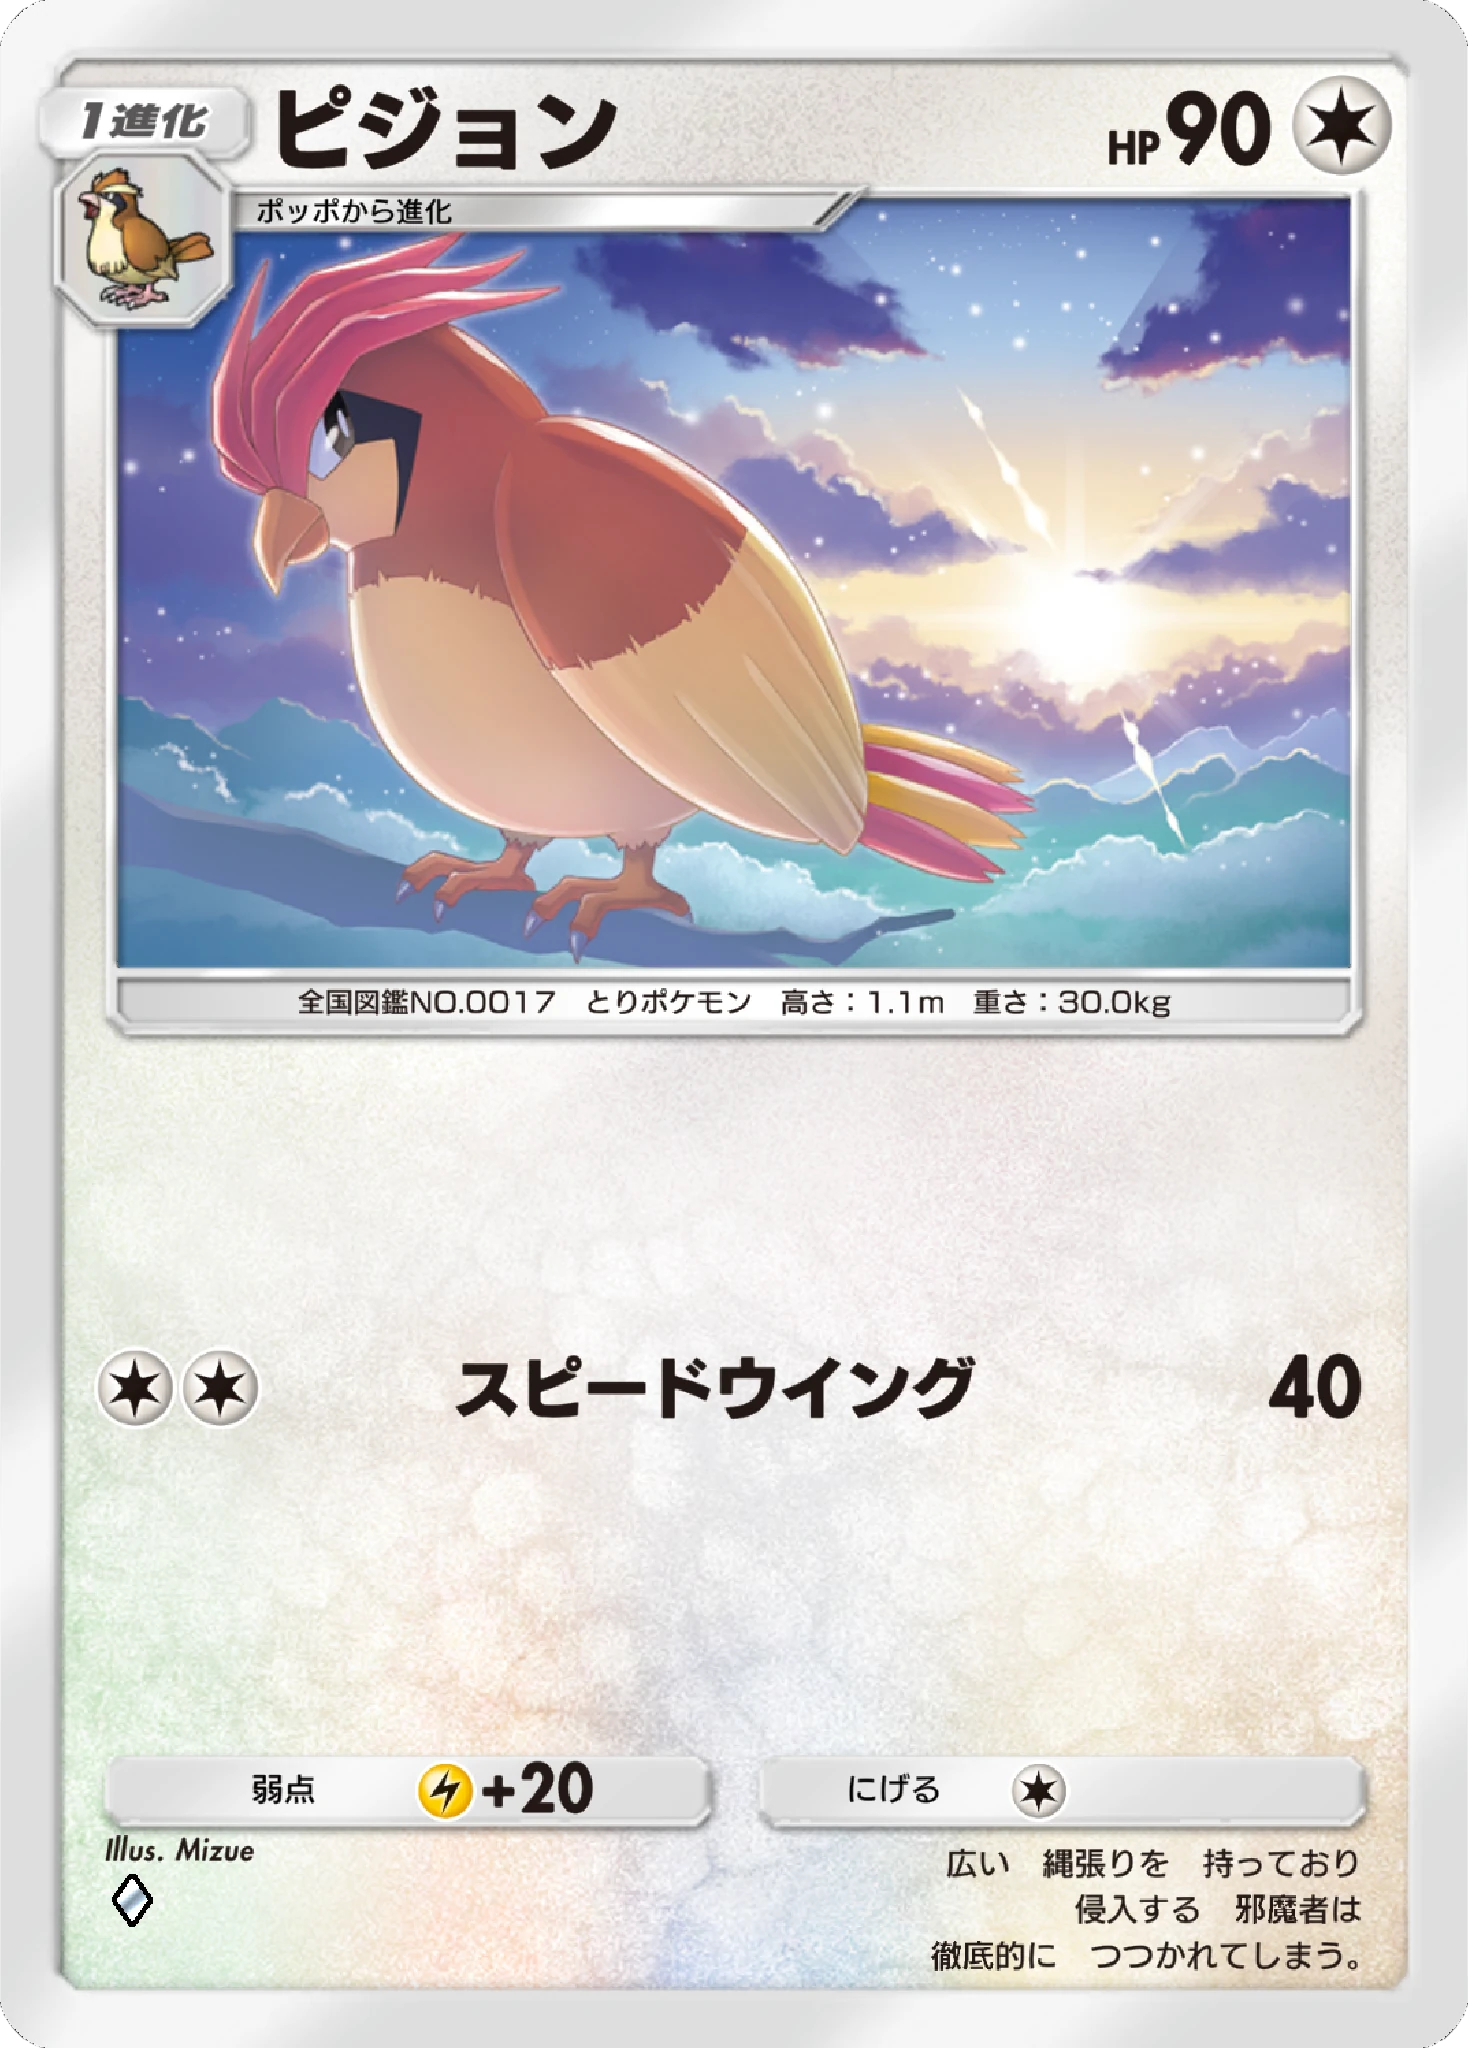 1進化
ピジョン
HP90
ポッポから進化
全国図鑑NO.0017 とりポケモン 高さ：1.1m 重さ：30.0kg
スピードウイング 40
弱点 +20
にげる
Illus. Mizue
広い 縄張りを 持っており
侵入する 邪魔者は
徹底的に つつかれてしまう。